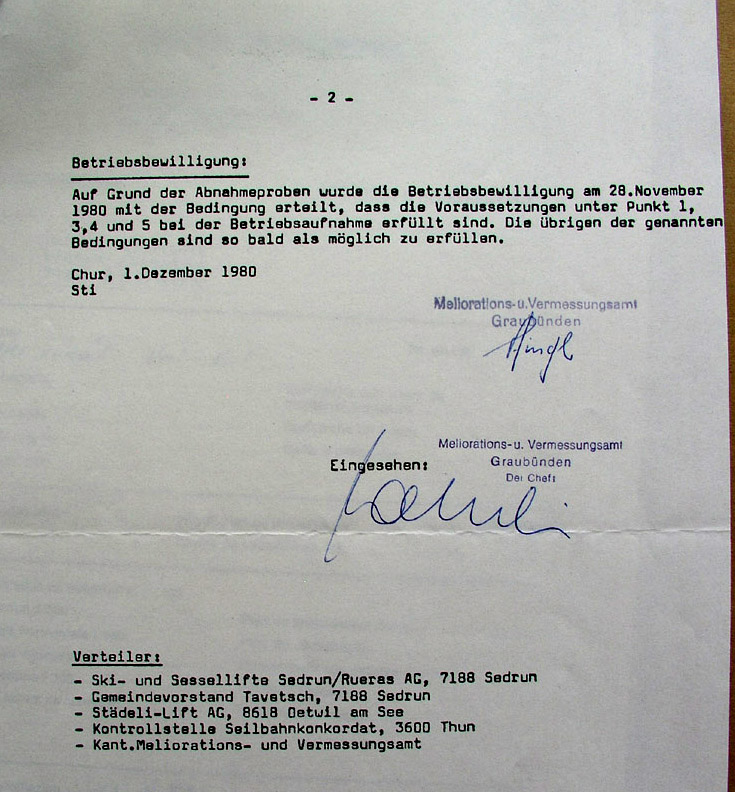 - 2 -
Betriebsbewilligung:
Auf Grund der Abnahmeproben wurde die Betriebsbewilligung am 28.November
1980 mit der Bedingung erteilt, dass die Voraussetzungen unter Punkt 1,
3,4 und 5 bei der Betriebsaufnahme erfüllt sind. Die übrigen der genannten
Bedingungen sind so bald als möglich zu erfüllen.
Chur, 1.Dezember 1980
Sti
Meliorations-u.Vermessungsamt
Graubünden
Meliorations-u. Vermessungsamt
Eingesehen:
Graubünden
Der Chef:
Verteiler:
- Ski- und Sessellifte Sedrun/Rueras AG, 7188 Sedrun
- Gemeindevorstand Tavetsch, 7188 Sedrun
- Städeli-Lift AG, 8618 Oetwil am See
- Kontrollstelle Seilbahnkonkordat, 3600 Thun
- Kant.Meliorations- und Vermessungsamt